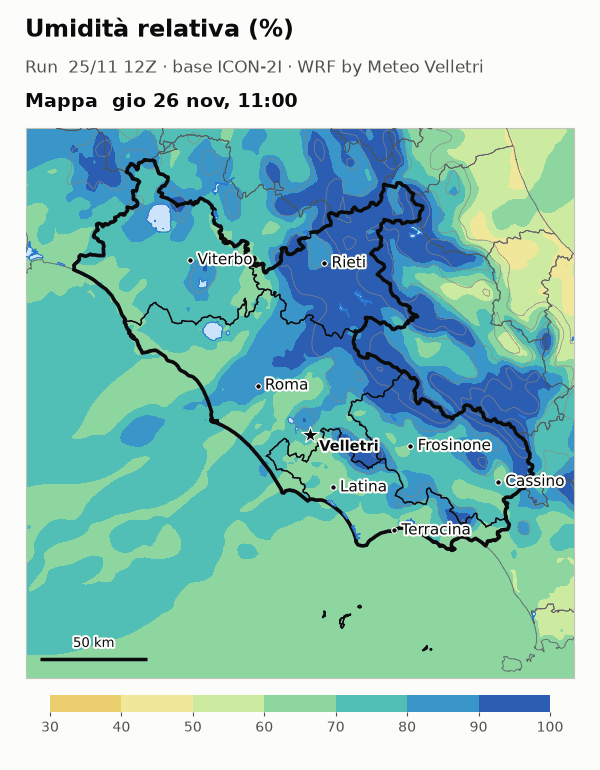 Umidità relativa (%)
Run  25/11 12Z · base ICON-2I · WRF by Meteo Velletri
Mappa  gio 26 nov, 11:00
Viterbo
Rieti
Roma
Velletri
Frosinone
Cassino
Latina
Terracina
50 km
30 40 50 60 70 80 90 100